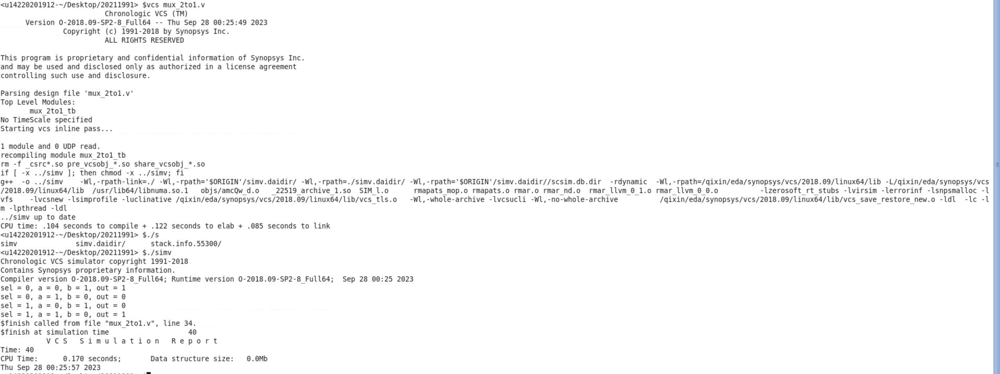 <u14220201912-~/Desktop/20211991> $vcs mux_2to1.v
Chronologic VCS (TM)
Version O-2018.09-SP2-8_Full64 -- Thu Sep 28 00:25:49 2023
Copyright (c) 1991-2018 by Synopsys Inc.
ALL RIGHTS RESERVED
This program is proprietary and confidential information of Synopsys Inc.
and may be used and disclosed only as authorized in a license agreement
controlling such use and disclosure.
Parsing design file 'mux_2to1.v'
Top Level Modules:
mux_2to1_tb
No TimeScale specified
Starting vcs inline pass...
1 module and 0 UDP read.
recompiling module mux_2to1_tb
rm -f _csrc*.so pre_vcsobj_*.so share_vcsobj_*.so
if [ -x ../simv ]; then chmod -x ../simv; fi
g++  -o ../simv    -Wl,-rpath-link=./ -Wl,-rpath='$ORIGIN'/simv.daidir/ -Wl,-rpath=./simv.daidir/ -Wl,-rpath='$ORIGIN'/simv.daidir//scsim.db.dir  -rdynamic  -Wl,-rpath=/qixin/eda/synopsys/vcs/2018.09/linux64/lib -L/qixin/eda/synopsys/vcs
/2018.09/linux64/lib  /usr/lib64/libnuma.so.1   objs/amcQw_d.o   _22519_archive_1.so  SIM_l.o      rmapats_mop.o rmapats.o rmar.o rmar_nd.o  rmar_llvm_0_1.o rmar_llvm_0_0.o          -lzerosoft_rt_stubs -lvirsim -lerrorinf -lsnpsmalloc -l
vfs    -lvcsnew -lsimprofile -luclinative /qixin/eda/synopsys/vcs/2018.09/linux64/lib/vcs_tls.o   -Wl,-whole-archive -lvcsucli -Wl,-no-whole-archive          /qixin/eda/synopsys/vcs/2018.09/linux64/lib/vcs_save_restore_new.o -ldl  -lc -l
m -lpthread -ldl
../simv up to date
CPU time: .104 seconds to compile + .122 seconds to elab + .085 seconds to link
<u14220201912-~/Desktop/20211991> $./s
simv              simv.daidir/      stack.info.55300/
<u14220201912-~/Desktop/20211991> $./simv
Chronologic VCS simulator copyright 1991-2018
Contains Synopsys proprietary information.
Compiler version O-2018.09-SP2-8_Full64; Runtime version O-2018.09-SP2-8_Full64;  Sep 28 00:25 2023
sel = 0, a = 0, b = 1, out = 1
sel = 0, a = 1, b = 0, out = 0
sel = 1, a = 0, b = 1, out = 0
sel = 1, a = 1, b = 0, out = 1
$finish called from file "mux_2to1.v", line 34.
$finish at simulation time                   40
V C S   S i m u l a t i o n   R e p o r t
Time: 40
CPU Time:      0.170 seconds;       Data structure size:   0.0Mb
Thu Sep 28 00:25:57 2023